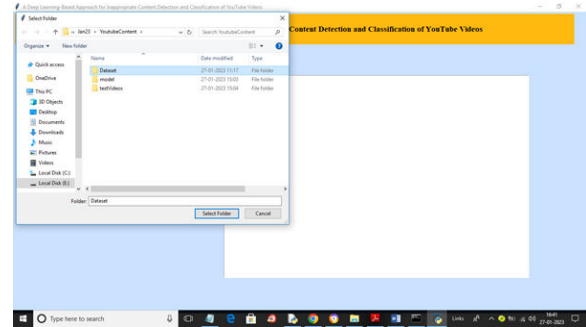 A Deep Learning-Based Approach for Inappropriate Content Detection and Classification of YouTube Videos
Select Folder
Content Detection and Classification of YouTube Videos
« Jan23 › YoutubeContent ›
Search YoutubeContent
Organize
New folder
Name
Date modified
Type
Quick access
OneDrive
This PC
3D Objects
Desktop
Documents
Downloads
Music
Pictures
Videos
Local Disk (C:)
Local Disk (E:)
Dataset
27-01-2023 11:17
File folder
model
27-01-2023 15:03
File folder
testVideos
27-01-2023 15:04
File folder
Folder: Dataset
Select Folder
Cancel
Type here to search
Links
16:41
27-01-2023